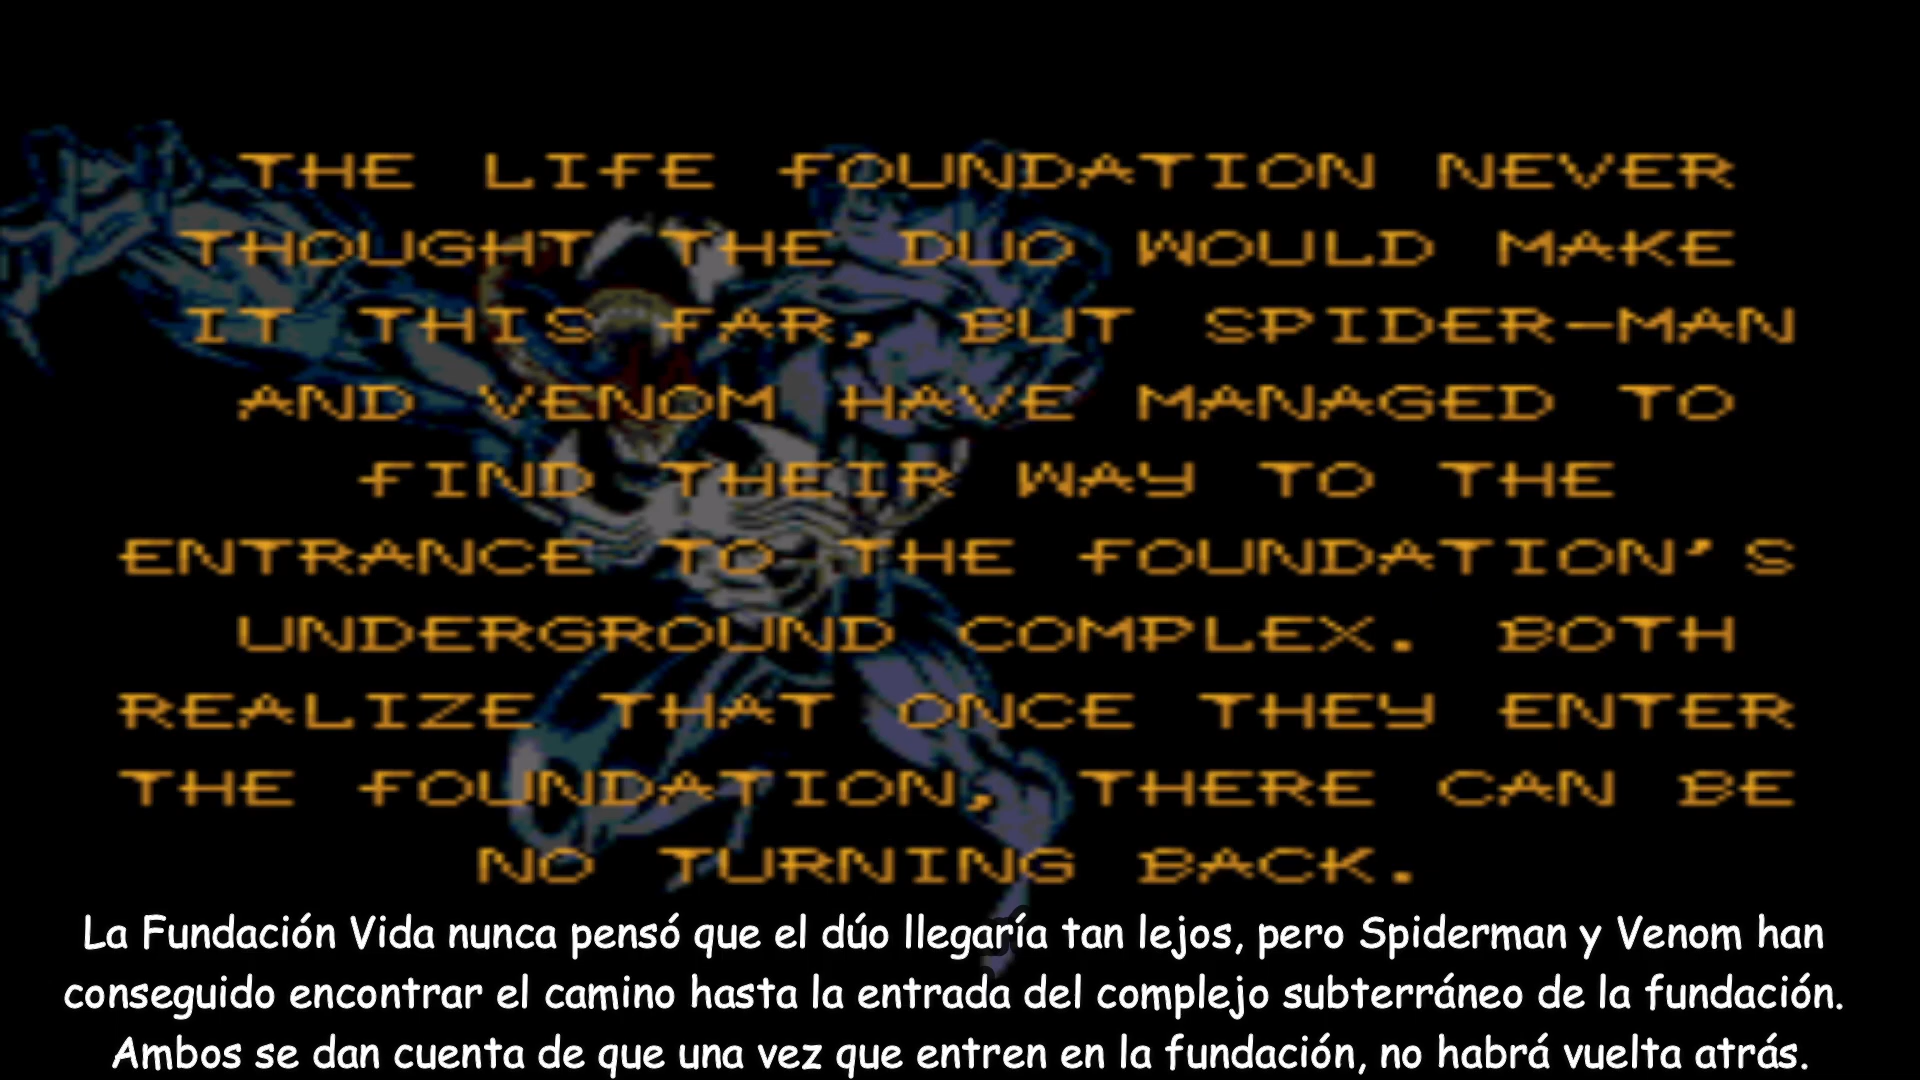 THE LIFE FOUNDATION NEVER
THOUGHT THE DUO WOULD MAKE
IT THIS FAR, BUT SPIDER-MAN
AND VENOM HAVE MANAGED TO
FIND THEIR WAY TO THE
ENTRANCE TO THE FOUNDATION'S
UNDERGROUND COMPLEX. BOTH
REALIZE THAT ONCE THEY ENTER
THE FOUNDATION, THERE CAN BE
NO TURNING BACK.
La Fundación Vida nunca pensó que el dúo llegaría tan lejos, pero Spiderman y Venom han
conseguido encontrar el camino hasta la entrada del complejo subterráneo de la fundación.
Ambos se dan cuenta de que una vez que entren en la fundación, no habrá vuelta atrás.